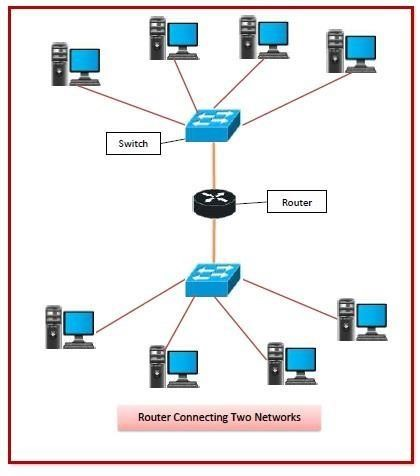 Switch
Router
Router Connecting Two Networks